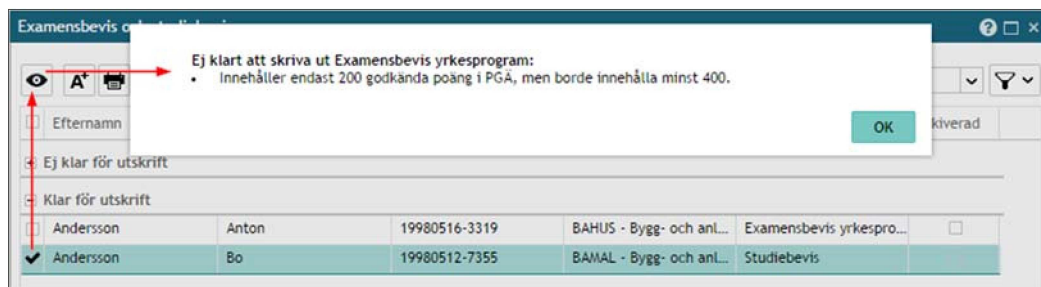 Examensbevis o
Ej klart att skriva ut Examensbevis yrkesprogram:
• Innehåller endast 200 godkända poäng i PGÄ, men borde innehålla minst 400.
OK
A+
Efternamn kiverad
Ej klar för utskrift
Klar för utskrift
Andersson Anton 19980516-3319 BAHUS - Bygg- och anl... Examensbevis yrkespro...
Andersson Bo 19980512-7355 BAMAL - Bygg- och anl... Studiebevis